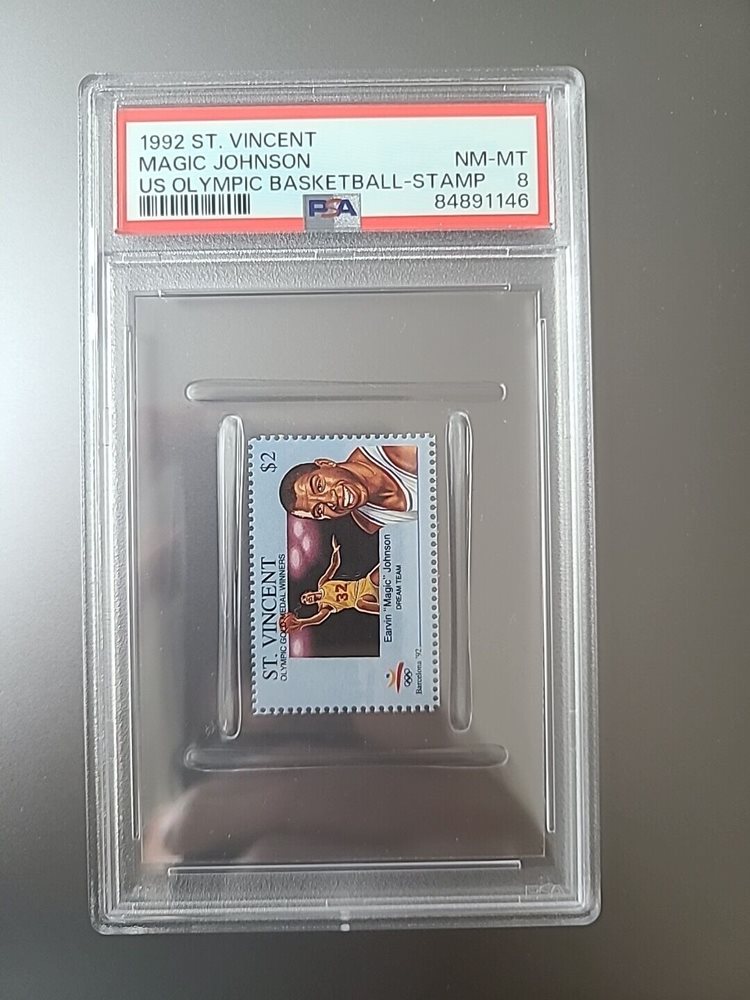 1992 ST. VINCENT
MAGIC JOHNSON NM-MT
US OLYMPIC BASKETBALL-STAMP 8
PSA 84891146
ST. VINCENT $2
OLYMPIC GOLD MEDAL WINNERS
32
Earvin "Magic" Johnson
DREAM TEAM
Barcelona '92
PSA